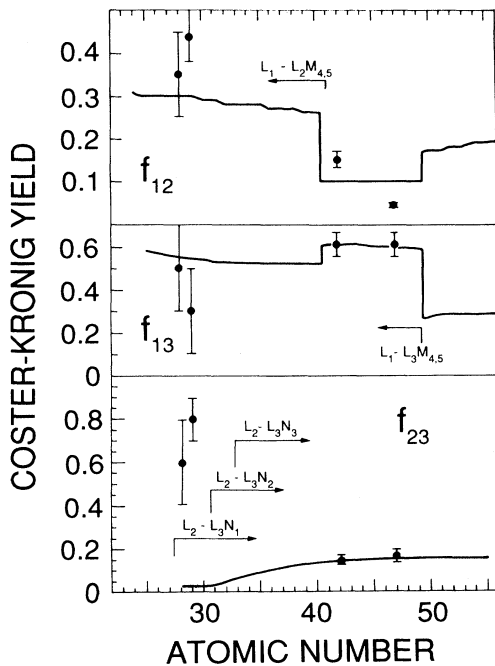 COSTER-KRONIG YIELD
0.4
0.3
0.2
0.1
L₁ - L₂M₄,₅
f₁₂
0.6
0.4
0.2
0
f₁₃
L₁- L₃M₄,₅
0.8
0.6
0.4
0.2
0
f₂₃
L₂- L₃N₃
L₂ - L₃N₂
L₂ - L₃N₁
30
40
50
ATOMIC NUMBER